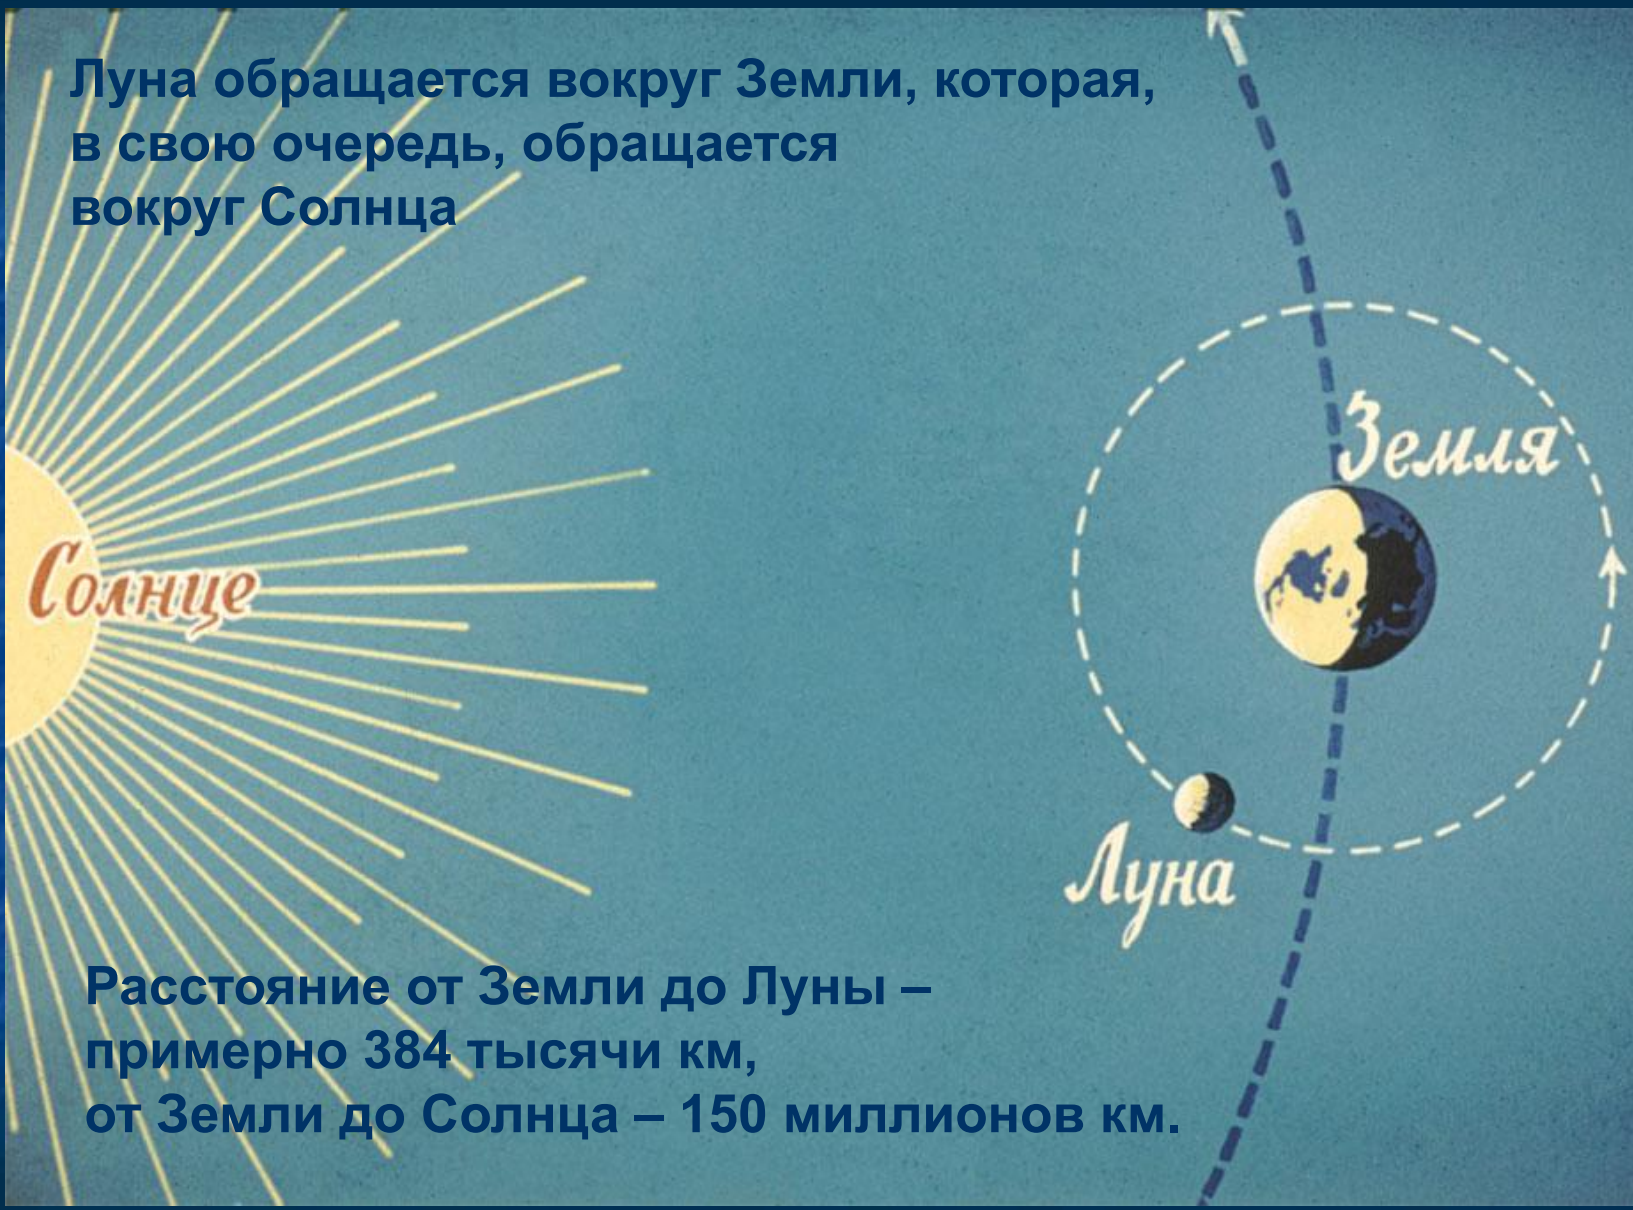 Луна обращается вокруг Земли, которая,
в свою очередь, обращается
вокруг Солнца
Земля
Солнце
Луна
Расстояние от Земли до Луны –
примерно 384 тысячи км,
от Земли до Солнца – 150 миллионов км.